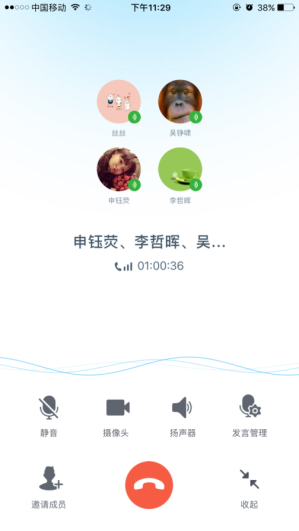 中国移动 下午11:29 38%
丝丝 吴铮啸
申钰荧 李哲晖
申钰荧、李哲晖、吴...
01:00:36
静音 摄像头 扬声器 发言管理
邀请成员 收起